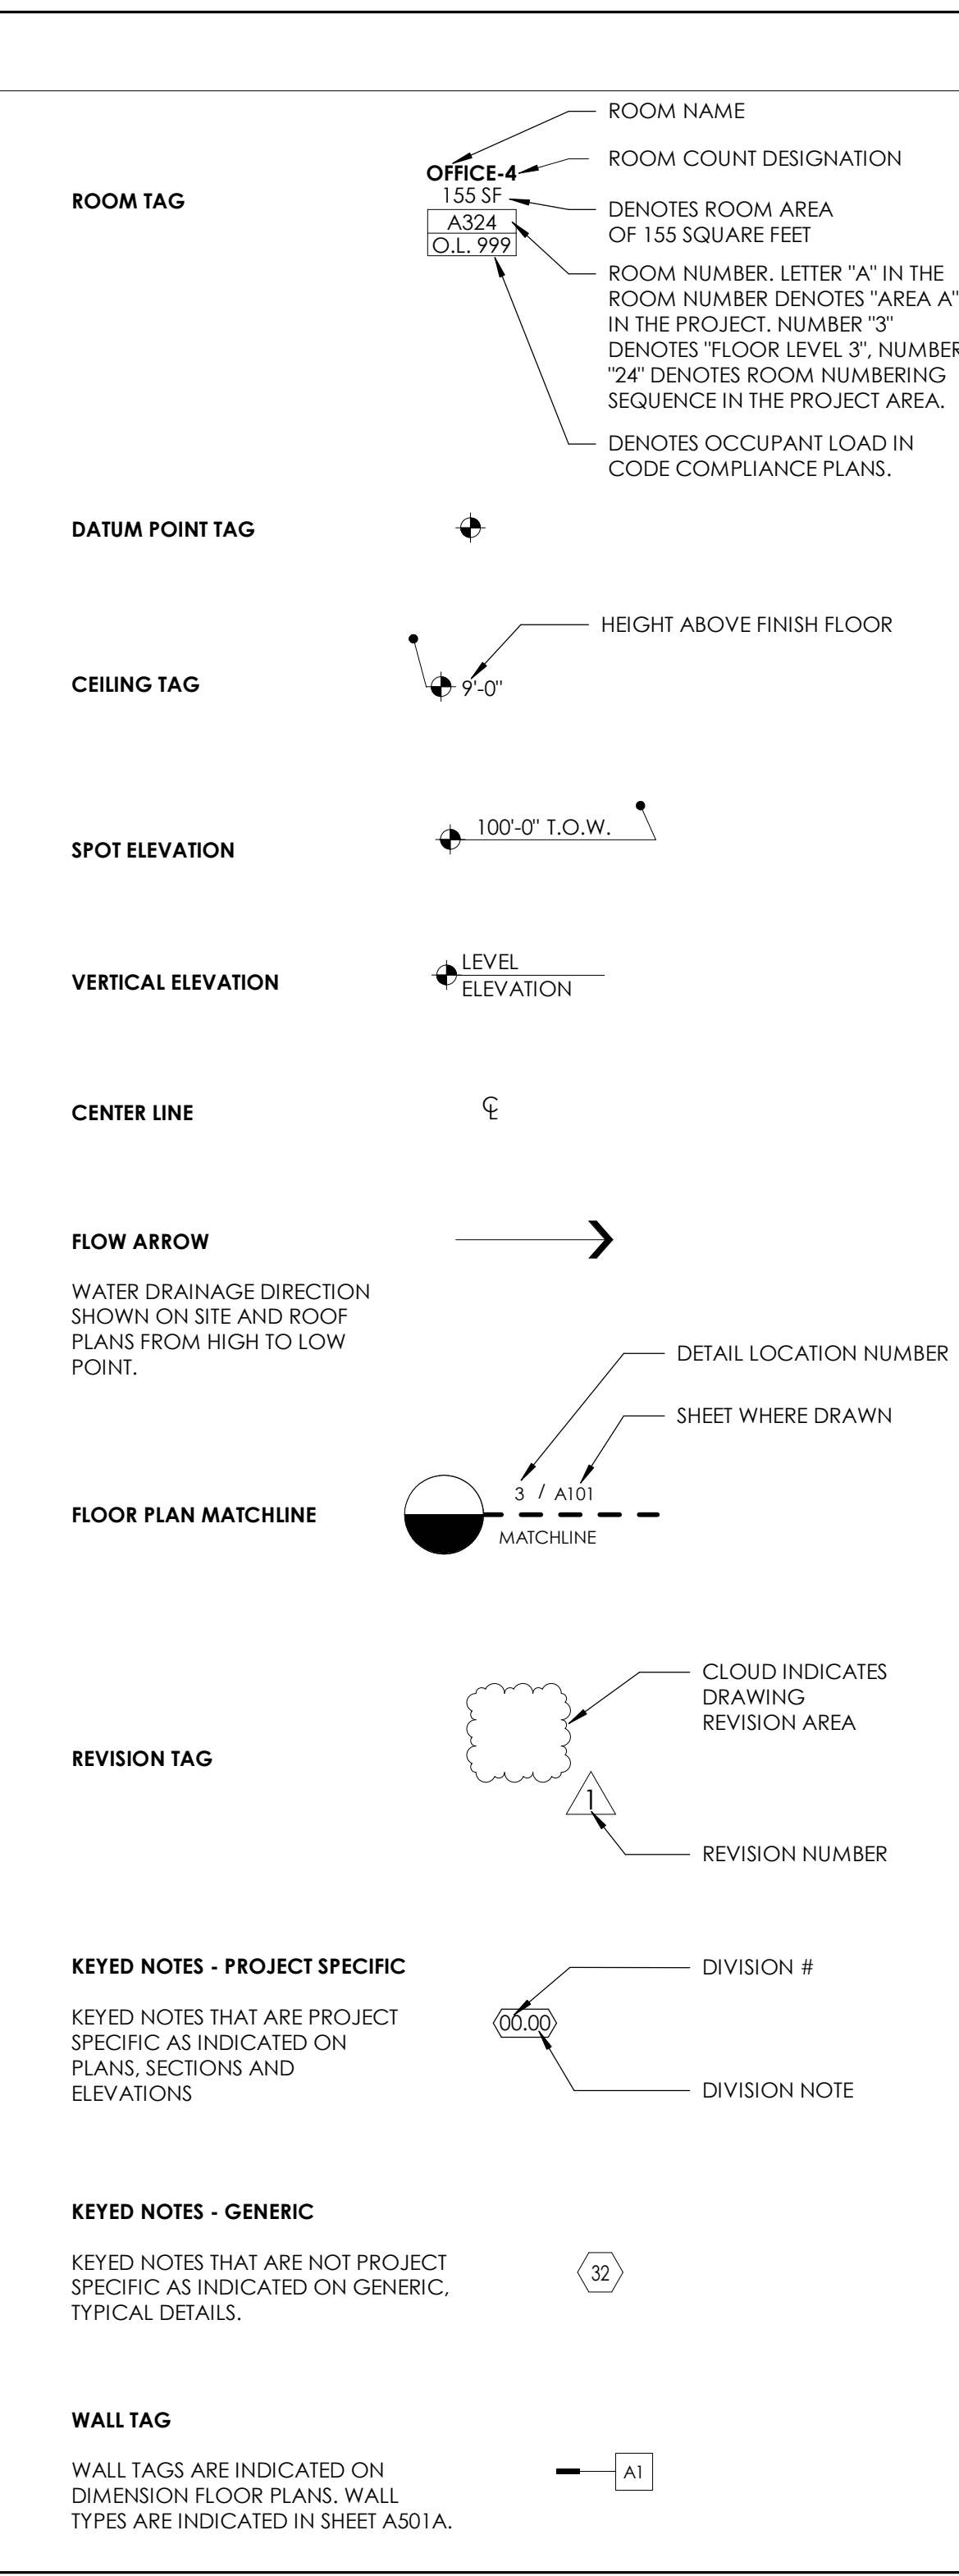 ROOM NAME
ROOM COUNT DESIGNATION
OFFICE-4
155 SF
ROOM TAG
DENOTES ROOM AREA
OF 155 SQUARE FEET
A324
O.L. 999
ROOM NUMBER. LETTER "A" IN THE
ROOM NUMBER DENOTES "AREA A"
IN THE PROJECT. NUMBER "3"
DENOTES "FLOOR LEVEL 3", NUMBER
"24" DENOTES ROOM NUMBERING
SEQUENCE IN THE PROJECT AREA.
DENOTES OCCUPANT LOAD IN
CODE COMPLIANCE PLANS.
DATUM POINT TAG
HEIGHT ABOVE FINISH FLOOR
CEILING TAG
9'-0"
100'-0" T.O.W.
SPOT ELEVATION
VERTICAL ELEVATION
LEVEL
ELEVATION
CENTER LINE
℄
FLOW ARROW
WATER DRAINAGE DIRECTION
SHOWN ON SITE AND ROOF
PLANS FROM HIGH TO LOW
POINT.
DETAIL LOCATION NUMBER
SHEET WHERE DRAWN
3 / A101
FLOOR PLAN MATCHLINE
MATCHLINE
CLOUD INDICATES
DRAWING
REVISION AREA
REVISION TAG
1
REVISION NUMBER
KEYED NOTES - PROJECT SPECIFIC
DIVISION #
KEYED NOTES THAT ARE PROJECT
SPECIFIC AS INDICATED ON
PLANS, SECTIONS AND
ELEVATIONS
00.00
DIVISION NOTE
KEYED NOTES - GENERIC
KEYED NOTES THAT ARE NOT PROJECT
SPECIFIC AS INDICATED ON GENERIC,
TYPICAL DETAILS.
32
WALL TAG
WALL TAGS ARE INDICATED ON
DIMENSION FLOOR PLANS. WALL
TYPES ARE INDICATED IN SHEET A501A.
A1